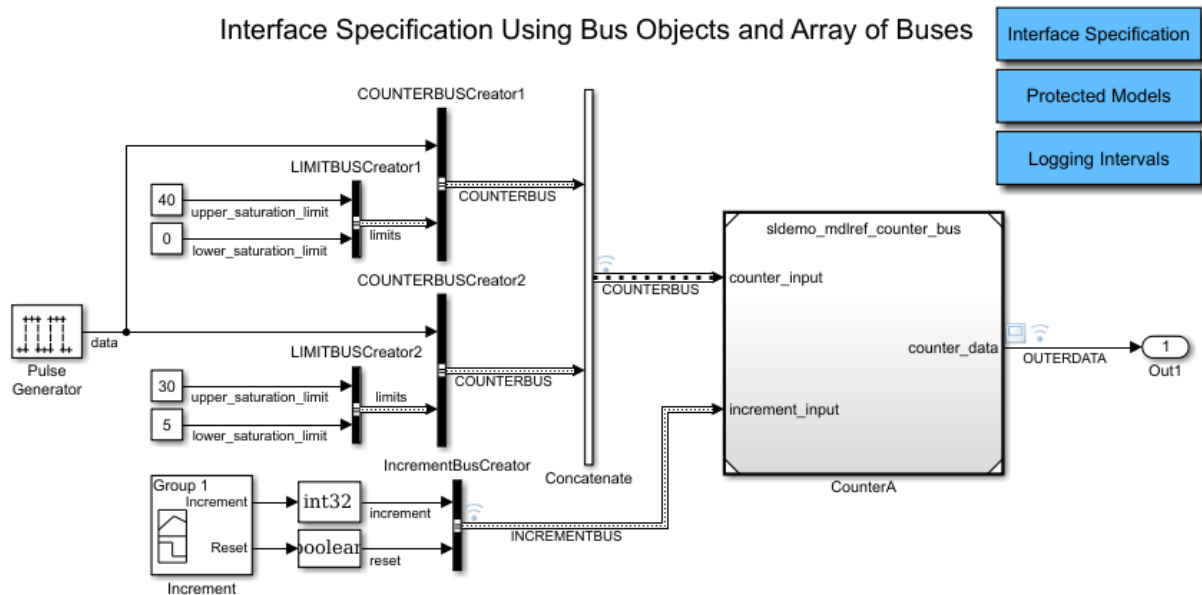 Interface Specification Using Bus Objects and Array of Buses
Interface Specification
Protected Models
Logging Intervals
COUNTERBUSCreator1
LIMITBUSCreator1
40
upper_saturation_limit
0
lower_saturation_limit
limits
COUNTERBUS
COUNTERBUSCreator2
data
Pulse
Generator
LIMITBUSCreator2
30
upper_saturation_limit
5
lower_saturation_limit
limits
COUNTERBUS
Concatenate
COUNTERBUS
sldemo_mdlref_counter_bus
counter_input
counter_data
increment_input
CounterA
OUTERDATA
1
Out1
IncrementBusCreator
Group 1
Increment
Reset
Increment
int32
increment
boolean
reset
INCREMENTBUS